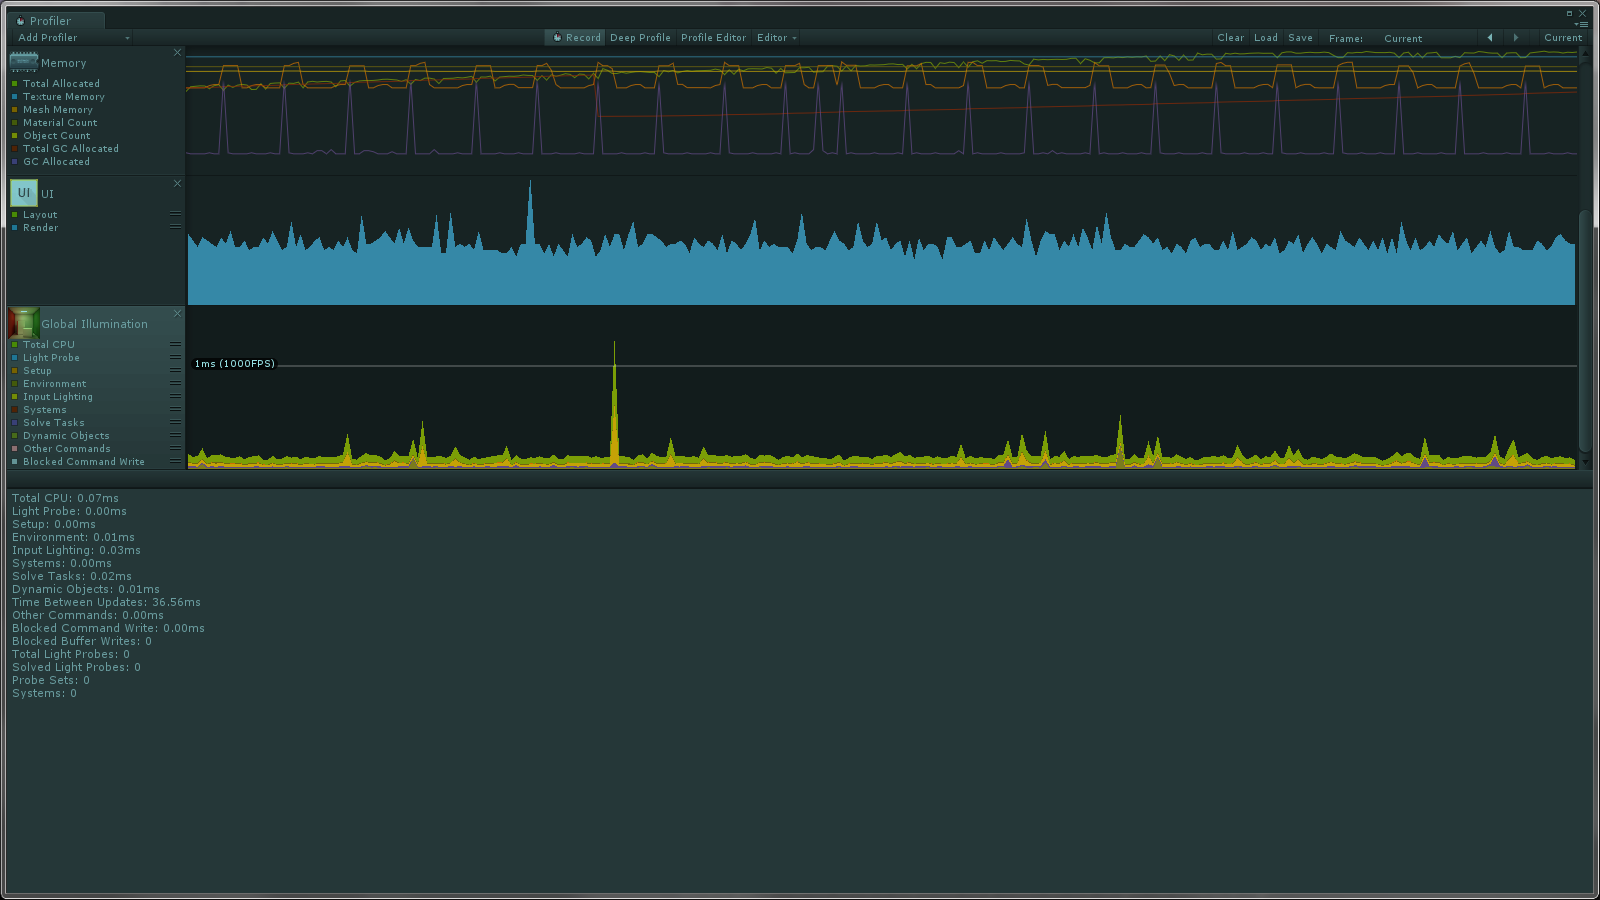 Profiler
Add Profiler Record Deep Profile Profile Editor Editor Clear Load Save Frame: Current Current
Memory
Total Allocated
Texture Memory
Mesh Memory
Material Count
Object Count
Total GC Allocated
GC Allocated
UI UI
Layout
Render
Global Illumination
Total CPU
Light Probe
1ms (1000FPS)
Setup
Environment
Input Lighting
Systems
Solve Tasks
Dynamic Objects
Other Commands
Blocked Command Write
Total CPU: 0.07ms
Light Probe: 0.00ms
Setup: 0.00ms
Environment: 0.01ms
Input Lighting: 0.03ms
Systems: 0.00ms
Solve Tasks: 0.02ms
Dynamic Objects: 0.01ms
Time Between Updates: 36.56ms
Other Commands: 0.00ms
Blocked Command Write: 0.00ms
Blocked Buffer Writes: 0
Total Light Probes: 0
Solved Light Probes: 0
Probe Sets: 0
Systems: 0